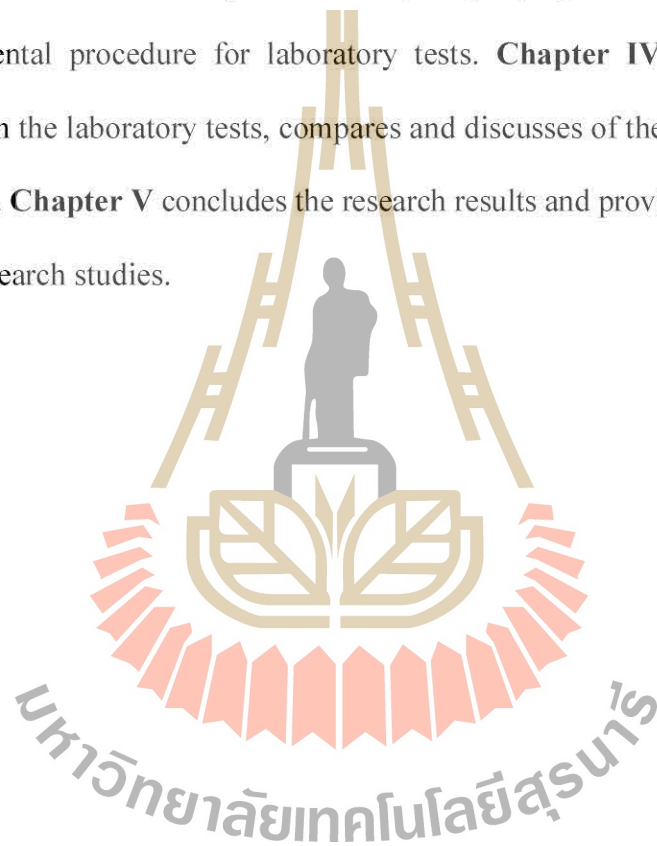 ental procedure for laboratory tests. Chapter IV
the laboratory tests, compares and discusses of the
Chapter V concludes the research results and prov
earch studies.
มหาวิทยาลัยเทคโนโลยีสุรนารี